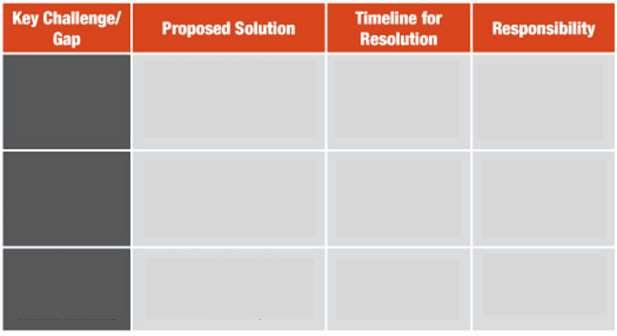 Key Challenge/
Gap
Proposed Solution
Timeline for
Resolution
Responsibility